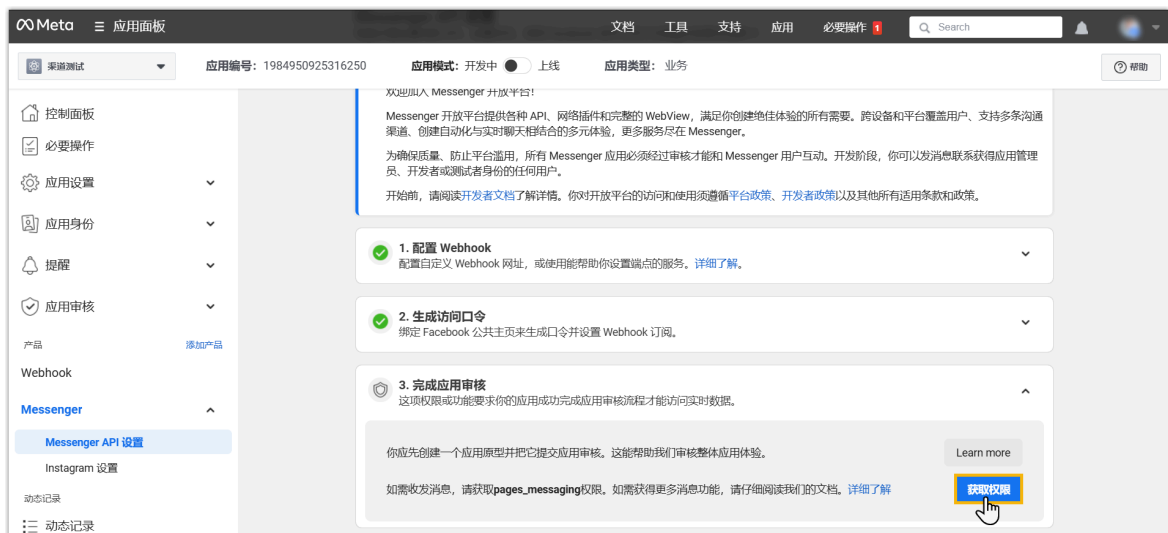 Meta
应用面板
文档
工具
支持
应用
必要操作
1
Search
渠道测试
应用编号：1984950925316250
应用模式：开发中
上线
应用类型：业务
帮助
控制面板
必要操作
应用设置
应用身份
提醒
应用审核
产品
添加产品
Webhook
Messenger
Messenger API 设置
Instagram 设置
动态记录
动态记录
欢迎加入 Messenger 开放平台！
Messenger 开放平台提供各种 API、网络插件和完整的 WebView，满足你创建绝佳体验的所有需要。跨设备和平台覆盖用户、支持多条沟通
渠道、创建自动化与实时聊天相结合的多元体验，更多服务尽在 Messenger。
为确保质量、防止平台滥用，所有 Messenger 应用必须经过审核才能和 Messenger 用户互动。开发阶段，你可以发消息联系获得应用管理
员、开发者或测试者身份的任何用户。
开始前，请阅读开发者文档了解详情。你对开放平台的访问和使用须遵循平台政策、开发者政策以及其他所有适用条款和政策。
1. 配置 Webhook
配置自定义 Webhook 网址，或使用能帮助你设置端点的服务。详细了解。
2. 生成访问口令
绑定 Facebook 公共主页来生成口令并设置 Webhook 订阅。
3. 完成应用审核
这项权限或功能要求你的应用成功完成应用审核流程才能访问实时数据。
你应先创建一个应用原型并把它提交应用审核。这能帮助我们审核整体应用体验。
Learn more
如需收发消息，请获取pages_messaging权限。如需获得更多消息功能，请仔细阅读我们的文档。详细了解
获取权限